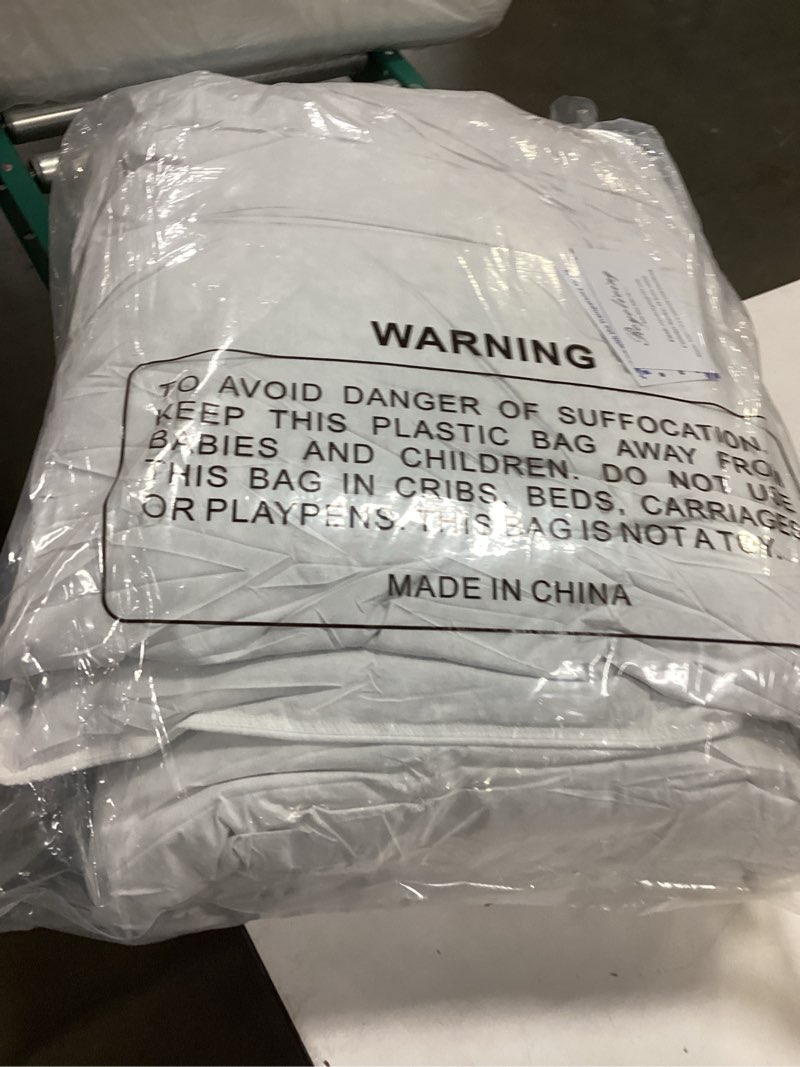 WARNING
TO AVOID DANGER OF SUFFOCATION.
KEEP THIS PLASTIC BAG AWAY FROM
BABIES AND CHILDREN. DO NOT USE
THIS BAG IN CRIBS, BEDS, CARRIAGES
OR PLAYPENS. THIS BAG IS NOT A TOY.
MADE IN CHINA